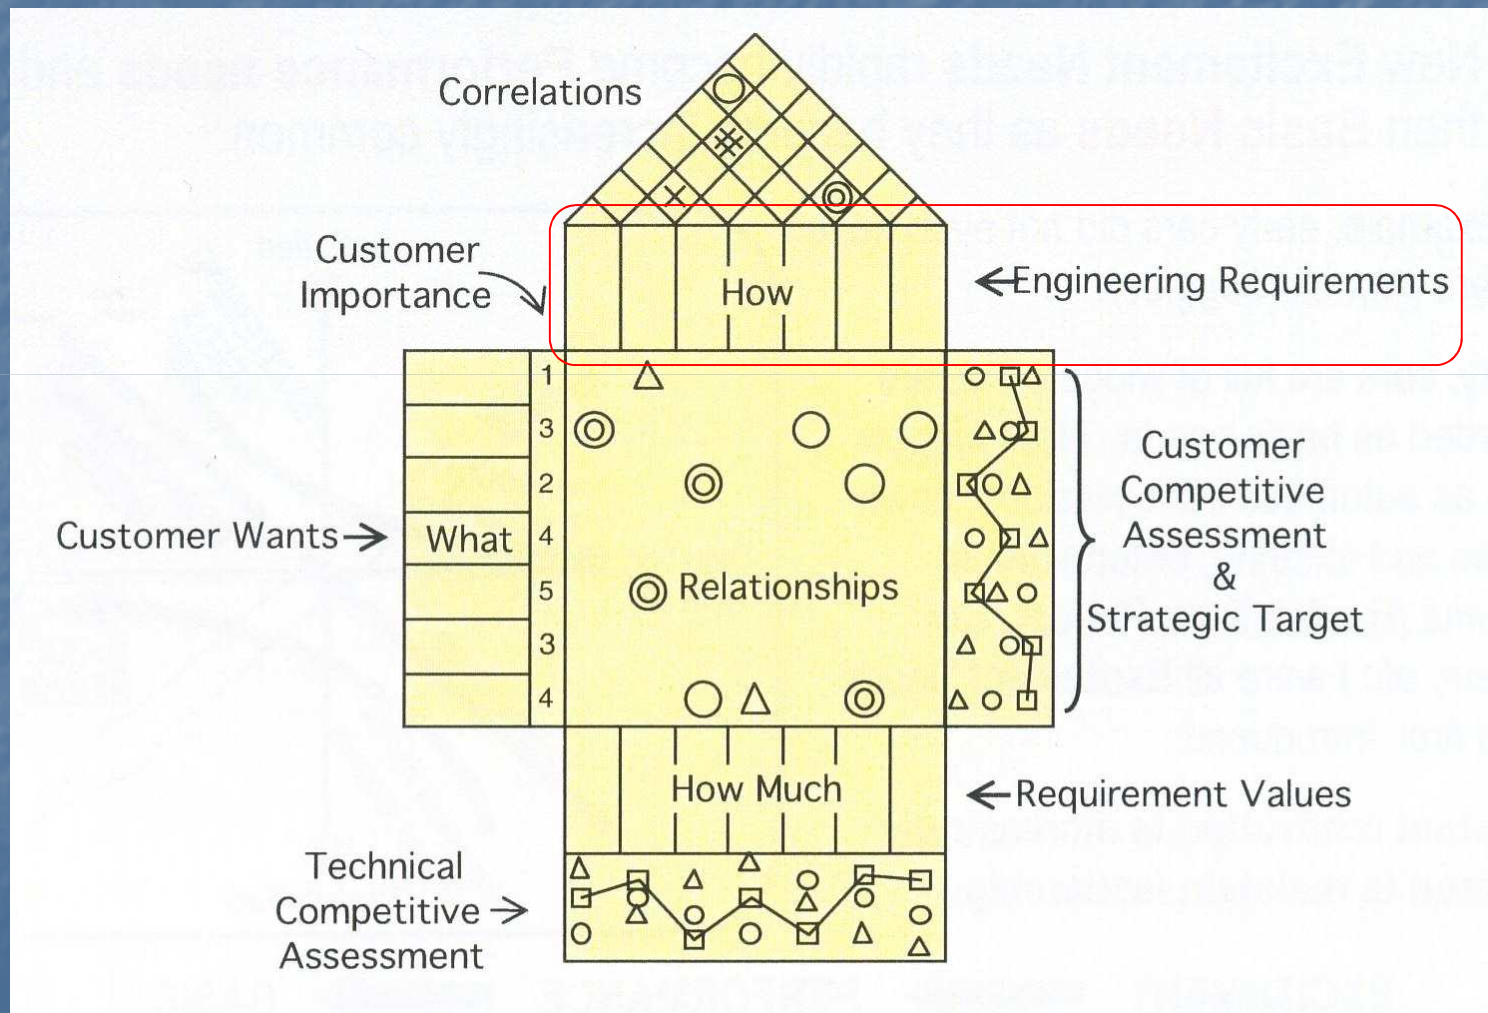 Correlations
Customer
Importance
How
Engineering Requirements
1
3
2
Customer Wants
What
4
5
Relationships
3
4
Customer
Competitive
Assessment
&
Strategic Target
How Much
Requirement Values
Technical
Competitive
Assessment